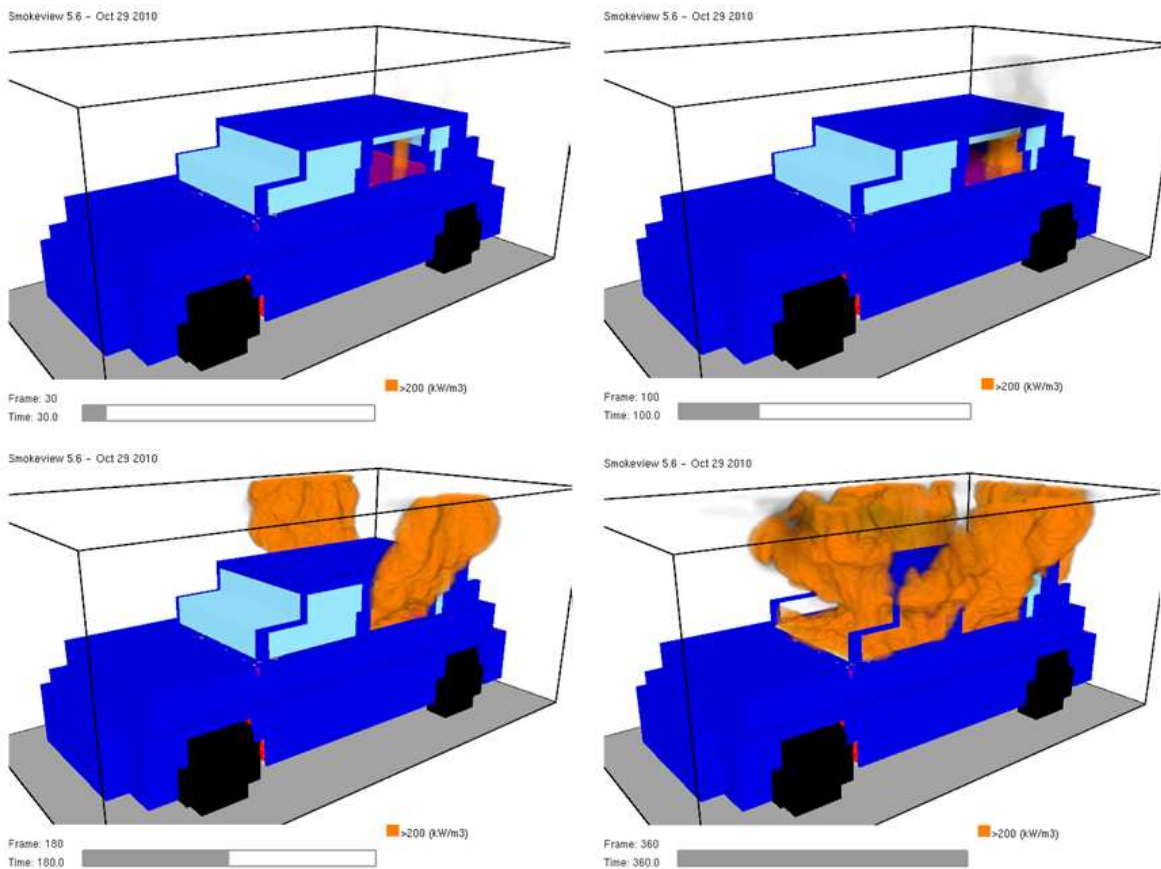 Smokeview 5.6 – Oct 29 2010
Smokeview 5.6 – Oct 29 2010
>200 (kW/m3)
Frame: 30
Time: 30.0
>200 (kW/m3)
Frame: 100
Time: 100.0
Smokeview 5.6 – Oct 29 2010
Smokeview 5.6 – Oct 29 2010
>200 (kW/m3)
Frame: 180
Time: 180.0
>200 (kW/m3)
Frame: 360
Time: 360.0